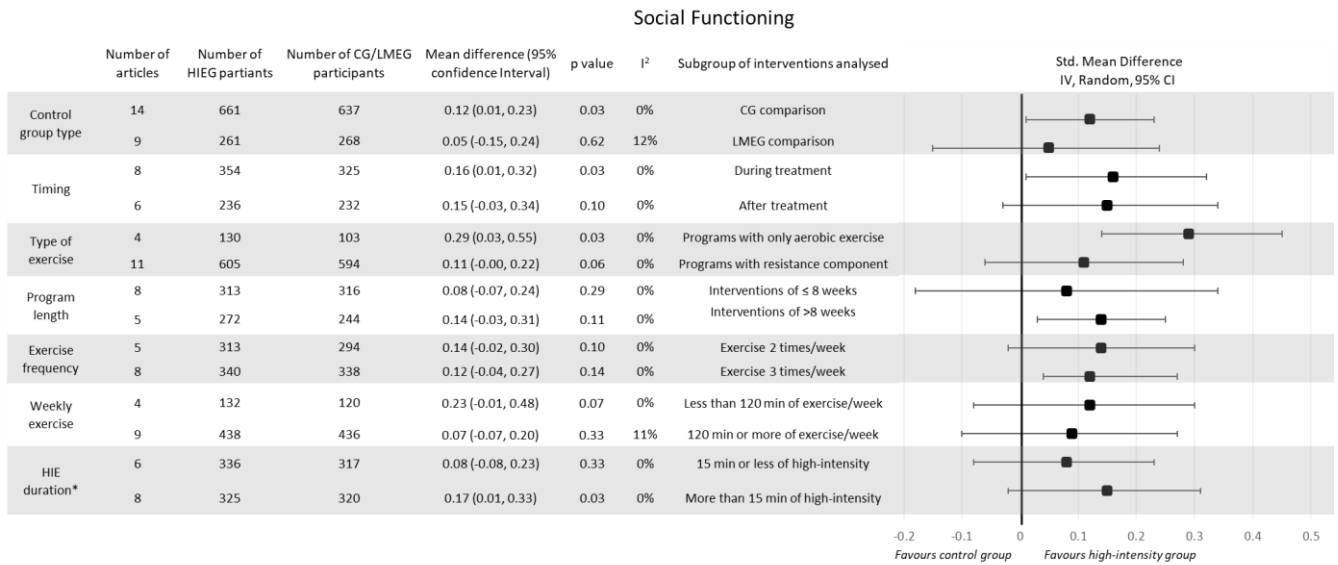 Social Functioning
Number of articles Number of HIEG partiants Number of CG/LMEG participants Mean difference (95% confidence Interval) p value I² Subgroup of interventions analysed Std. Mean Difference
IV, Random, 95% CI
Control group type
14 661 637 0.12 (0.01, 0.23) 0.03 0% CG comparison
9 261 268 0.05 (-0.15, 0.24) 0.62 12% LMEG comparison
Timing
8 354 325 0.16 (0.01, 0.32) 0.03 0% During treatment
6 236 232 0.15 (-0.03, 0.34) 0.10 0% After treatment
Type of exercise
4 130 103 0.29 (0.03, 0.55) 0.03 0% Programs with only aerobic exercise
11 605 594 0.11 (-0.00, 0.22) 0.06 0% Programs with resistance component
Program length
8 313 316 0.08 (-0.07, 0.24) 0.29 0% Interventions of ≤ 8 weeks
5 272 244 0.14 (-0.03, 0.31) 0.11 0% Interventions of >8 weeks
Exercise frequency
5 313 294 0.14 (-0.02, 0.30) 0.10 0% Exercise 2 times/week
8 340 338 0.12 (-0.04, 0.27) 0.14 0% Exercise 3 times/week
Weekly exercise
4 132 120 0.23 (-0.01, 0.48) 0.07 0% Less than 120 min of exercise/week
9 438 436 0.07 (-0.07, 0.20) 0.33 11% 120 min or more of exercise/week
HIE duration*
6 336 317 0.08 (-0.08, 0.23) 0.33 0% 15 min or less of high-intensity
8 325 320 0.17 (0.01, 0.33) 0.03 0% More than 15 min of high-intensity
-0.2 -0.1 0 0.1 0.2 0.3 0.4 0.5
Favours control group Favours high-intensity group